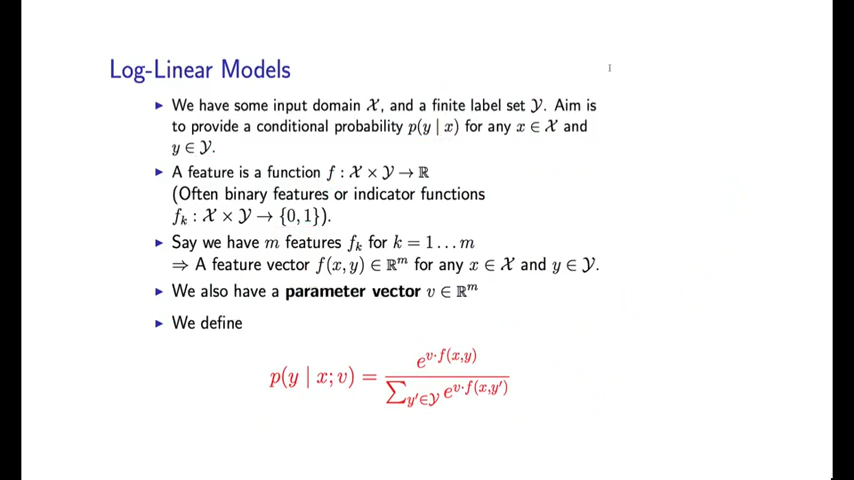 Log-Linear Models
► We have some input domain 𝒳, and a finite label set 𝒴. Aim is
to provide a conditional probability p(y | x) for any x ∈ 𝒳 and
y ∈ 𝒴.
► A feature is a function f : 𝒳 × 𝒴 → ℝ
(Often binary features or indicator functions
f_k : 𝒳 × 𝒴 → {0, 1}).
► Say we have m features f_k for k = 1 . . . m
⇒ A feature vector f(x, y) ∈ ℝ^m for any x ∈ 𝒳 and y ∈ 𝒴.
► We also have a parameter vector v ∈ ℝ^m
► We define
p(y | x; v) = e^{v·f(x,y)} / ∑_{y′∈𝒴} e^{v·f(x,y′)}